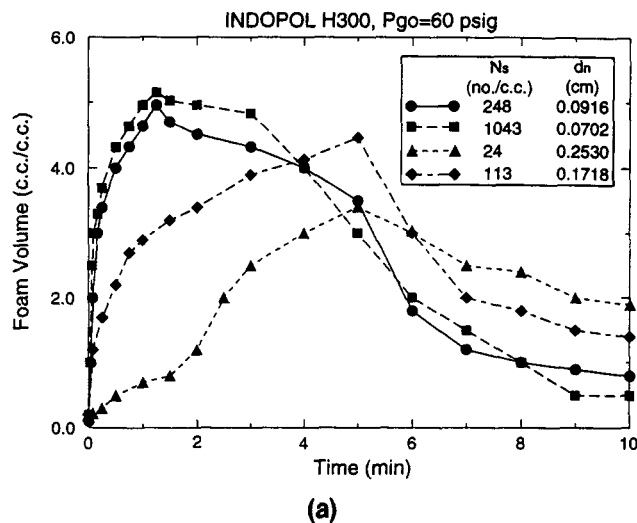 INDOPOL H300, Pgo=60 psig
Foam Volume (c.c./c.c.)
6.0
4.0
2.0
0.0
Ns dn
(no./c.c.) (cm)
248 0.0916
1043 0.0702
24 0.2530
113 0.1718
0 2 4 6 8 10
Time (min)
(a)